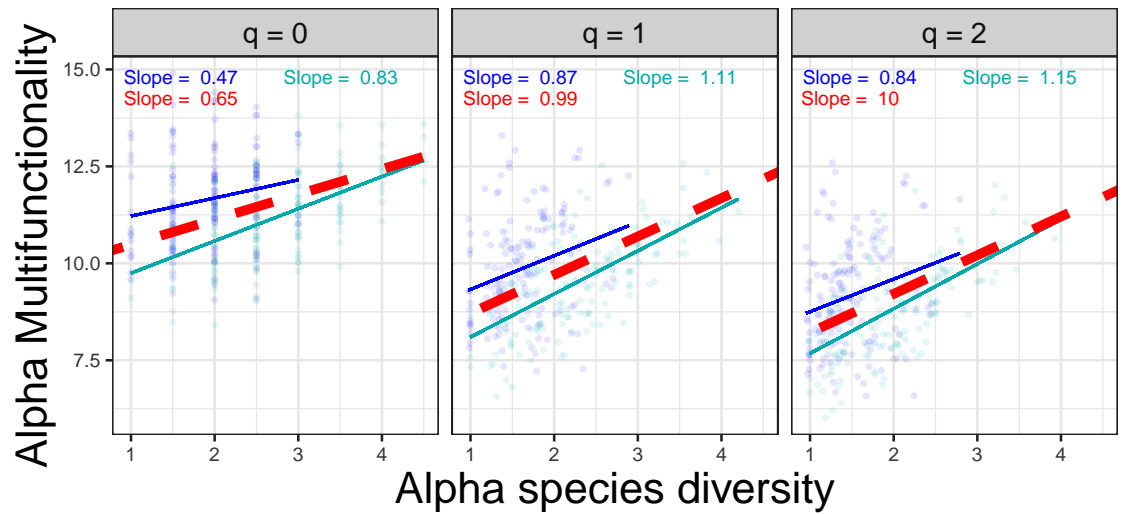 q = 0
q = 1
q = 2
Slope = 0.47 Slope = 0.83
Slope = 0.65
Slope = 0.87 Slope = 1.11
Slope = 0.99
Slope = 0.84 Slope = 1.15
Slope = 10
Alpha Multifunctionality
15.0
12.5
10.0
7.5
1 2 3 4
1 2 3 4
1 2 3 4
Alpha species diversity